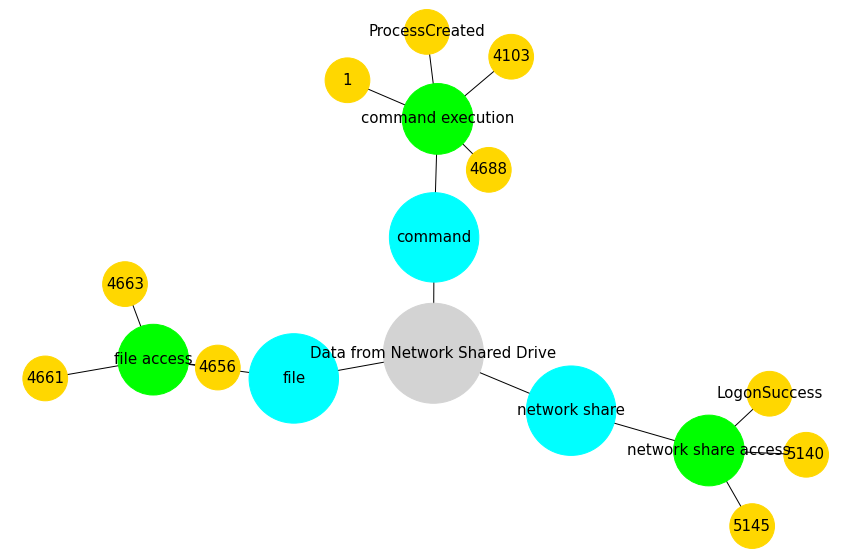 ProcessCreated
4103
1
command execution
4688
command
4663
Data from Network Shared Drive
file access
4656
4661
file
LogonSuccess
network share
network share access
5140
5145